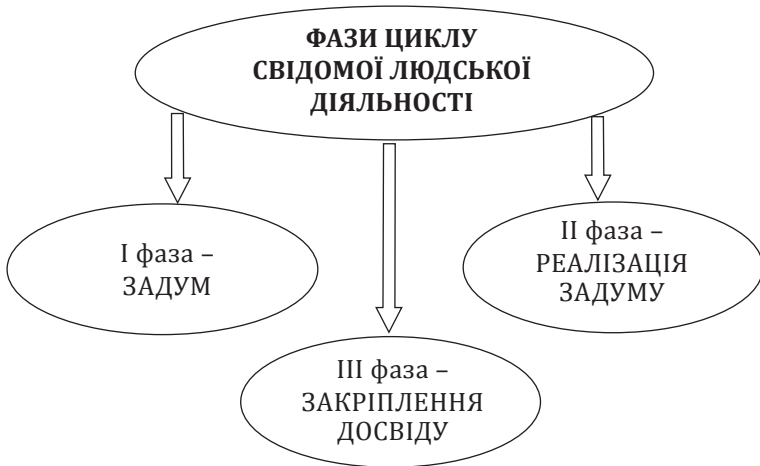 ФАЗИ ЦИКЛУ
СВІДОМОЇ ЛЮДСЬКОЇ
ДІЯЛЬНОСТІ
І фаза –
ЗАДУМ
ІІ фаза –
РЕАЛІЗАЦІЯ
ЗАДУМУ
ІІІ фаза –
ЗАКРІПЛЕННЯ
ДОСВІДУ